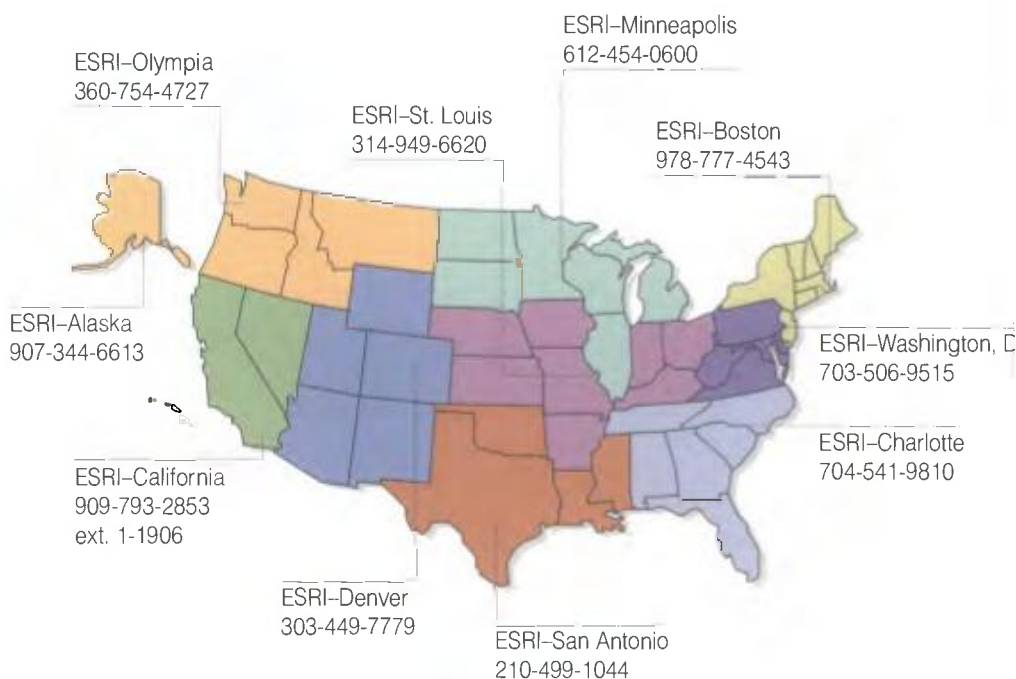 ESRI–Minneapolis
612-454-0600
ESRI–Olympia
360-754-4727
ESRI–St. Louis
314-949-6620
ESRI–Boston
978-777-4543
ESRI–Alaska
907-344-6613
ESRI–Washington, D
703-506-9515
ESRI–Charlotte
704-541-9810
ESRI–California
909-793-2853
ext. 1-1906
ESRI–Denver
303-449-7779
ESRI–San Antonio
210-499-1044